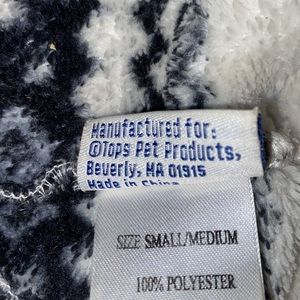 Manufactured for:
©Tops Pet Products,
Beverly, MA 01915
Made in China
SIZE SMALL/MEDIUM
100% POLYESTER